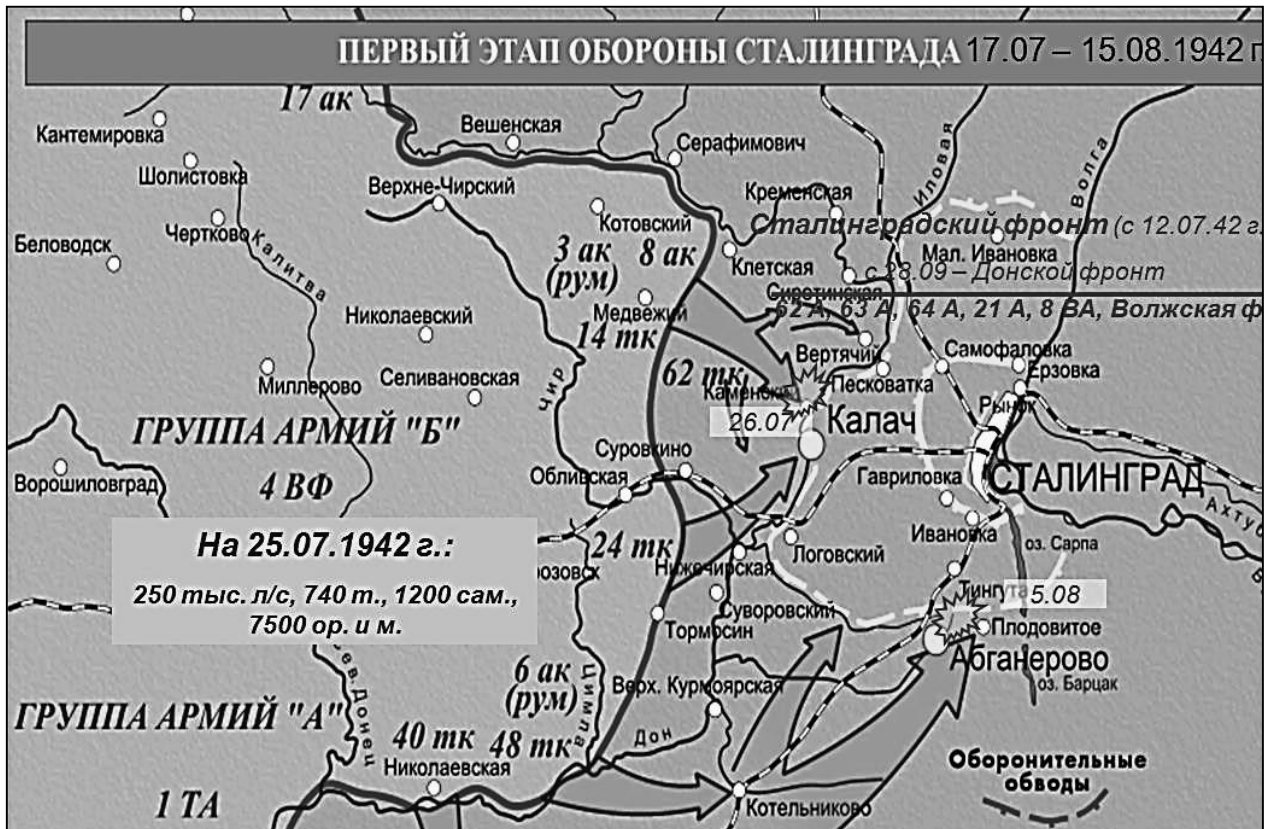 ПЕРВЫЙ ЭТАП ОБОРОНЫ СТАЛИНГРАДА 17.07 – 15.08.1942 г.
17 ак
Кантемировка
Вешенская
Серафимович
Иловая
Волга
Шолистовка
Верхне-Чирский
Кременская
Котовский
Чертково
Калитва
Сталинградский фронт (с 12.07.42 г.
Беловодск
3 ак
(рум)
8 ак
Клетская
Мал. Ивановка
с 28.09 – Донской фронт
Сиротинская
Медвежий
62 А, 63 А, 64 А, 21 А, 8 ВА, Волжская ф
Николаевский
14 тк
Вертячий
Самофаловка
Ерзовка
Миллерово
Селивановская
Чир
62 тк
Песковатка
Рынок
26.07
Калач
ГРУППА АРМИЙ "Б"
Суровкино
Ворошиловград
4 ВФ
Обливская
Гавриловка
СТАЛИНГРАД
На 25.07.1942 г.:
24 тк
Нижечирская
Логовский
Ивановка
оз. Сарпа
250 тыс. л/с, 740 т., 1200 сам.,
7500 ор. и м.
Суворовский
Тингута
5.08
Тормосин
Плодовитое
Абганерово
6 ак
(рум)
Цимла
Верх. Курмоярская
оз. Барцак
ГРУППА АРМИЙ "А"
Донец
40 тк
48 тк
Дон
Николаевская
Оборонительные
обводы
1 ТА
Котельниково